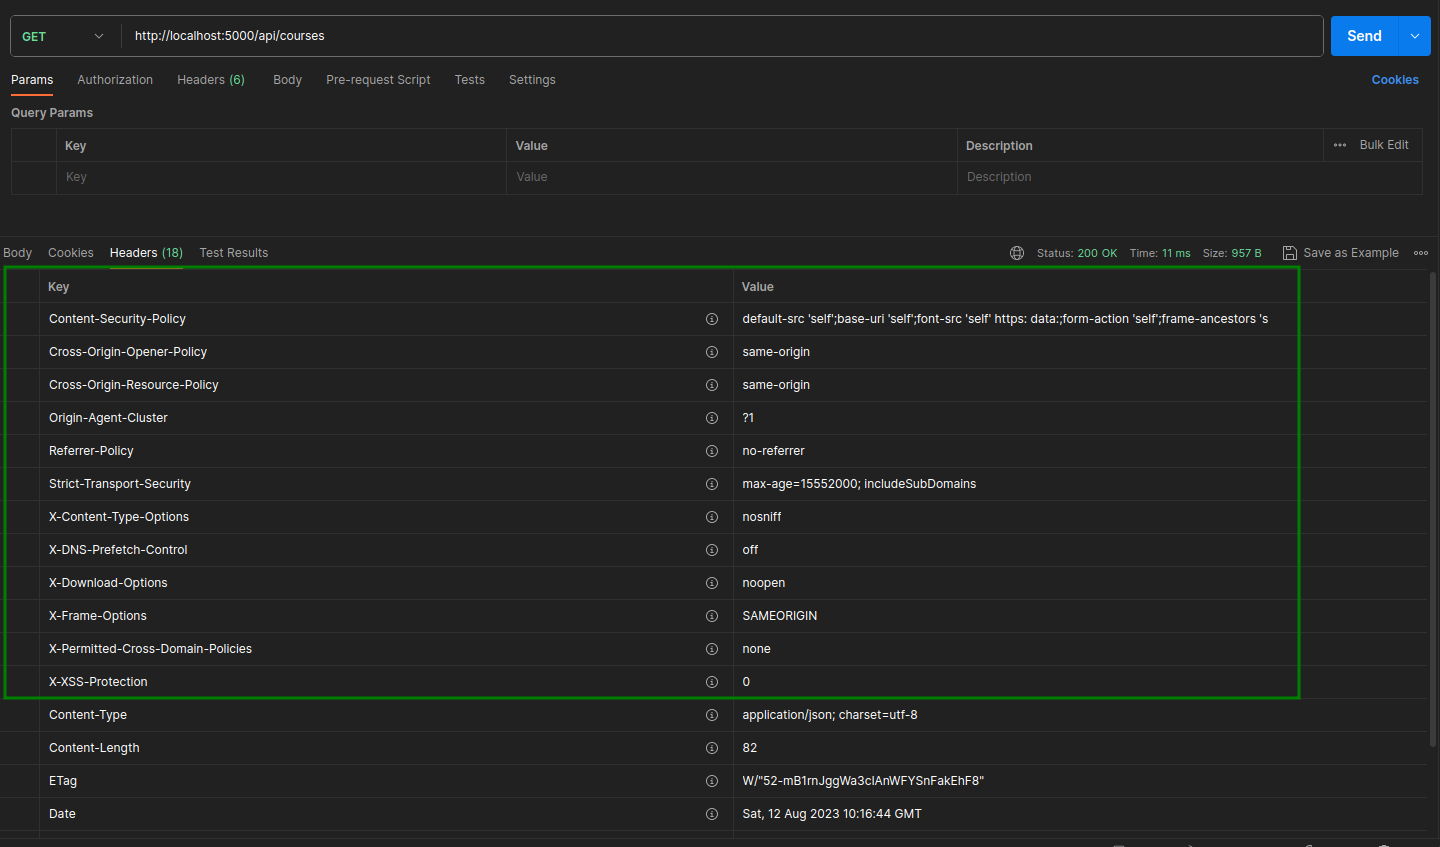 GET http://localhost:5000/api/courses Send
Params Authorization Headers (6) Body Pre-request Script Tests Settings Cookies
Query Params
Key Value Description Bulk Edit
Key Value Description
Body Cookies Headers (18) Test Results Status: 200 OK Time: 11 ms Size: 957 B Save as Example
Key Value
Content-Security-Policy default-src 'self';base-uri 'self';font-src 'self' https: data:;form-action 'self';frame-ancestors 's
Cross-Origin-Opener-Policy same-origin
Cross-Origin-Resource-Policy same-origin
Origin-Agent-Cluster ?1
Referrer-Policy no-referrer
Strict-Transport-Security max-age=15552000; includeSubDomains
X-Content-Type-Options nosniff
X-DNS-Prefetch-Control off
X-Download-Options noopen
X-Frame-Options SAMEORIGIN
X-Permitted-Cross-Domain-Policies none
X-XSS-Protection 0
Content-Type application/json; charset=utf-8
Content-Length 82
ETag W/"52-mB1rnJggWa3cIAnWFYSnFakEhF8"
Date Sat, 12 Aug 2023 10:16:44 GMT